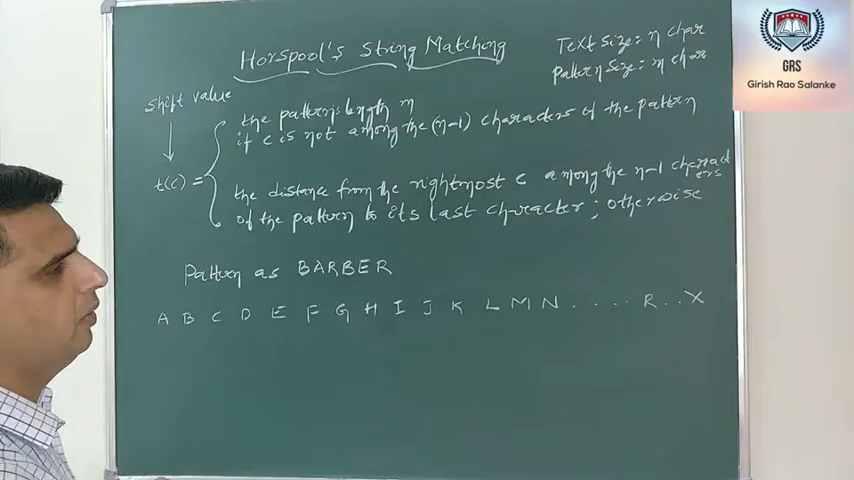 Horspool's String Matching
Text size: n char
pattern size: m char
GRS
Girish Rao Salanke
shift value
the pattern's length m
if c is not among the (m-1) characters of the pattern
t(c) =
the distance from the rightmost c among the m-1 characters
of the pattern to its last character; otherwise
Pattern as BARBER
A B C D E F G H I J K L M N . . . . R . . X